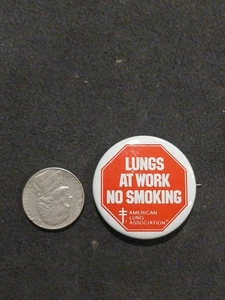 LUNGS
AT WORK
NO SMOKING
AMERICAN
LUNG
ASSOCIATION